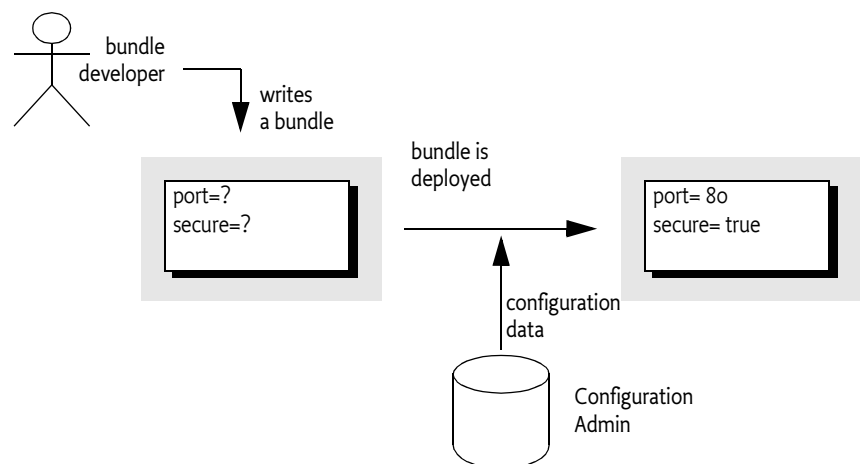 bundle
developer
writes
a bundle
bundle is
deployed
port=?
secure=?
port= 80
secure= true
configuration
data
Configuration
Admin